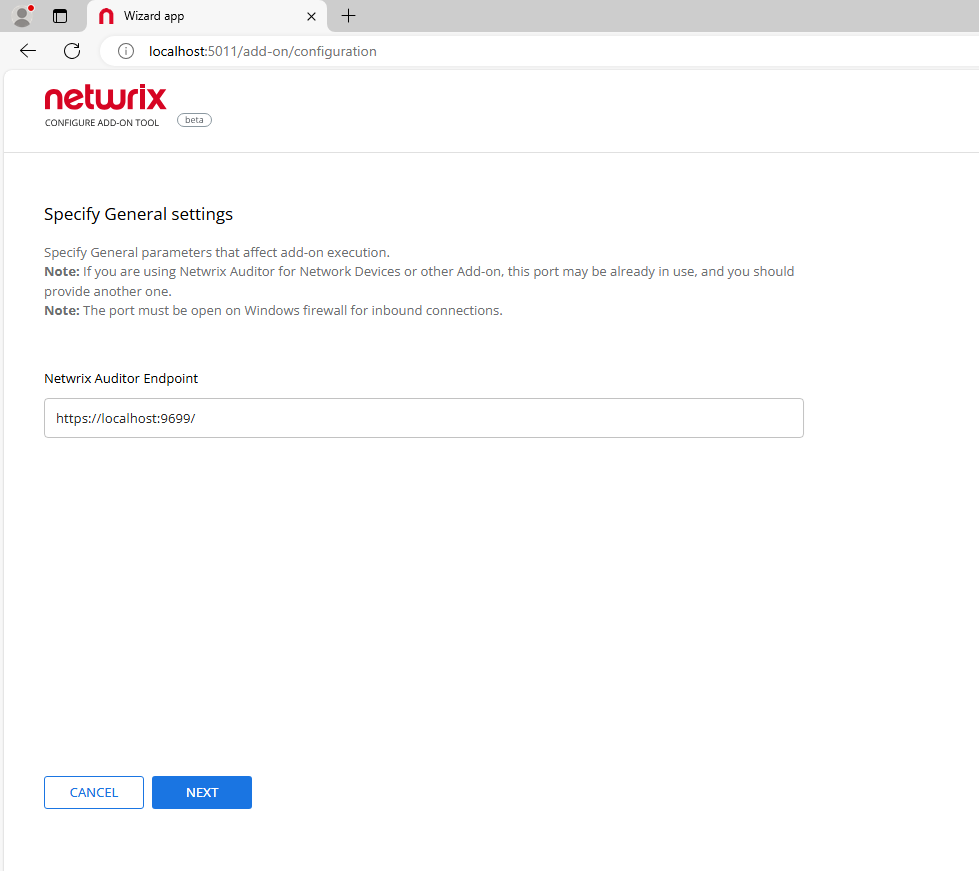 Wizard app
localhost:5011/add-on/configuration
netwrix
CONFIGURE ADD-ON TOOL
beta
Specify General settings
Specify General parameters that affect add-on execution.
Note: If you are using Netwrix Auditor for Network Devices or other Add-on, this port may be already in use, and you should
provide another one.
Note: The port must be open on Windows firewall for inbound connections.
Netwrix Auditor Endpoint
https://localhost:9699/
CANCEL
NEXT